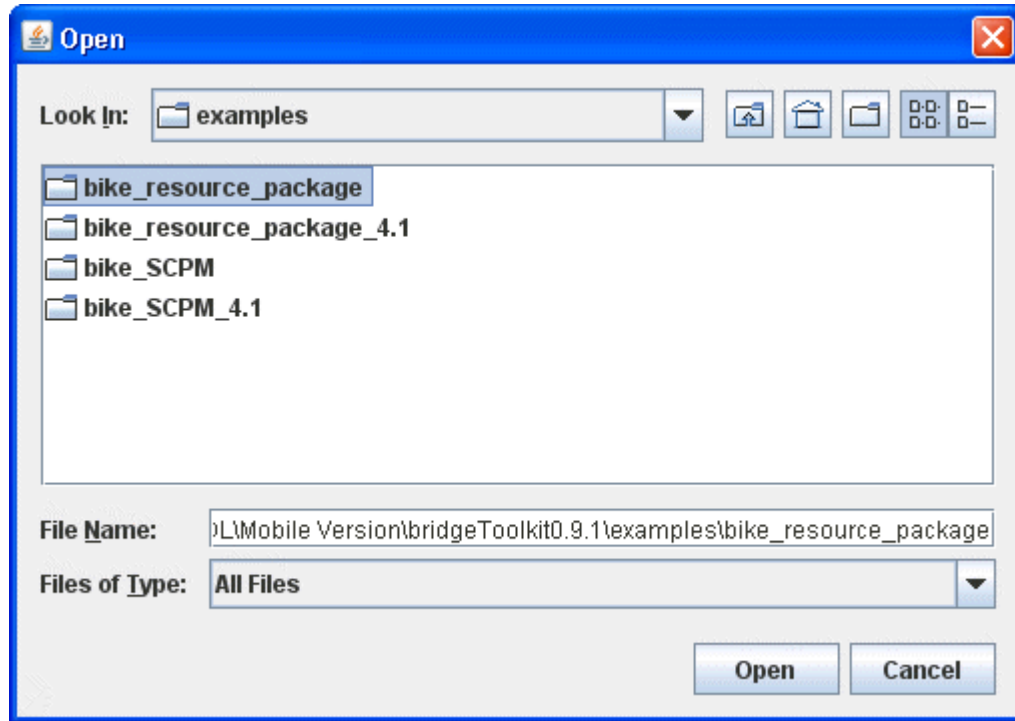 Open
Look In: examples
bike_resource_package
bike_resource_package_4.1
bike_SCPM
bike_SCPM_4.1
File Name: L\Mobile Version\bridgeToolkit0.9.1\examples\bike_resource_package
Files of Type: All Files
Open Cancel